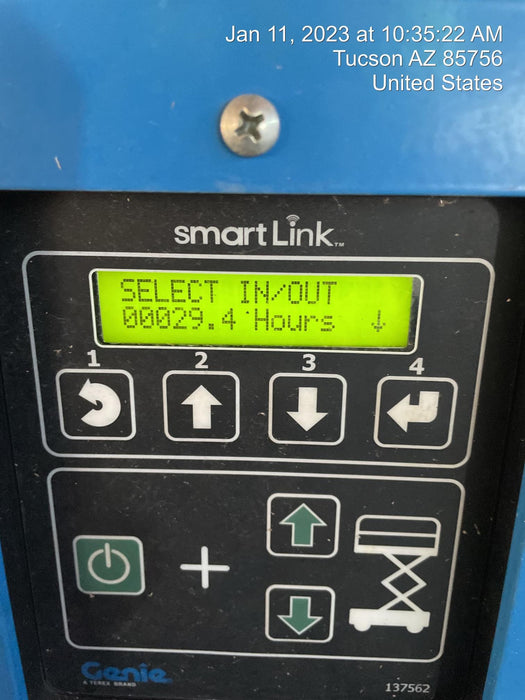 Jan 11, 2023 at 10:35:22 AM
Tucson AZ 85756
United States
smartLink™
SELECT IN/OUT
00029.4 Hours ↓
1 2 3 4
Genie
A TEREX BRAND
137562